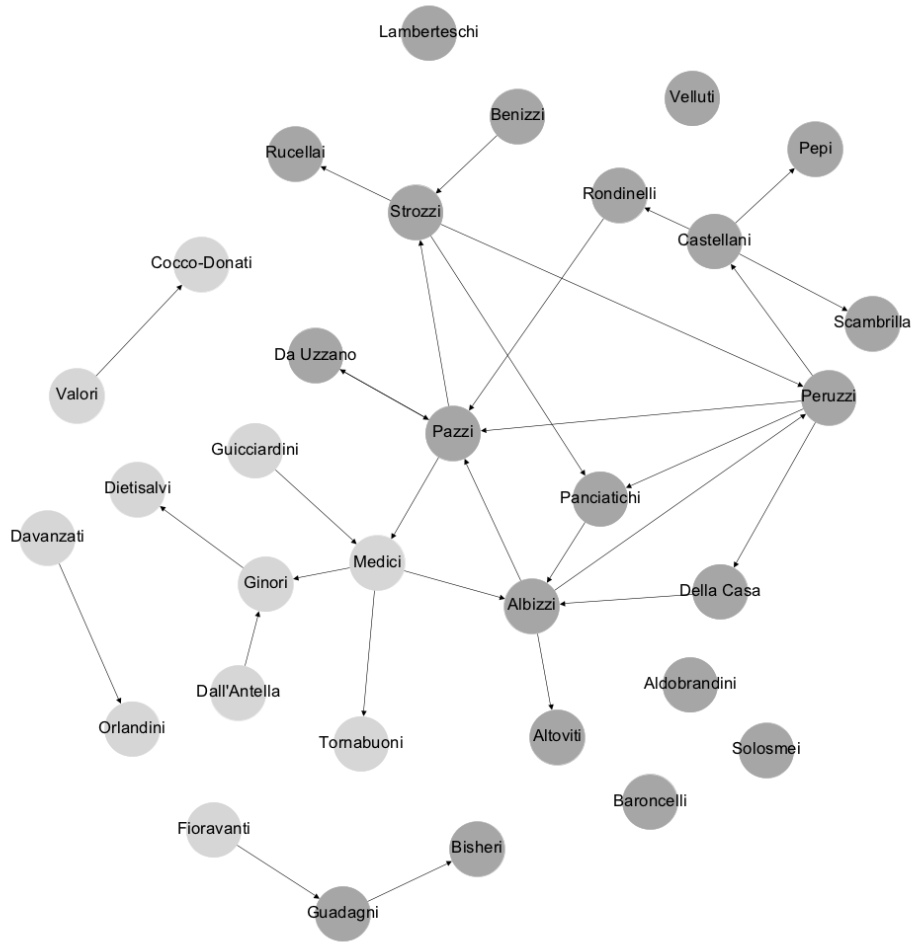 Lamberteschi
Velluti
Benizzi
Pepi
Rucellai
Rondinelli
Strozzi
Castellani
Cocco-Donati
Scambrilla
Da Uzzano
Valori
Peruzzi
Pazzi
Guicciardini
Dietisalvi
Panciatichi
Davanzati
Medici
Ginori
Della Casa
Albizzi
Aldobrandini
Dall'Antella
Orlandini
Altoviti
Tornabuoni
Solosmei
Baroncelli
Fioravanti
Bisheri
Guadagni